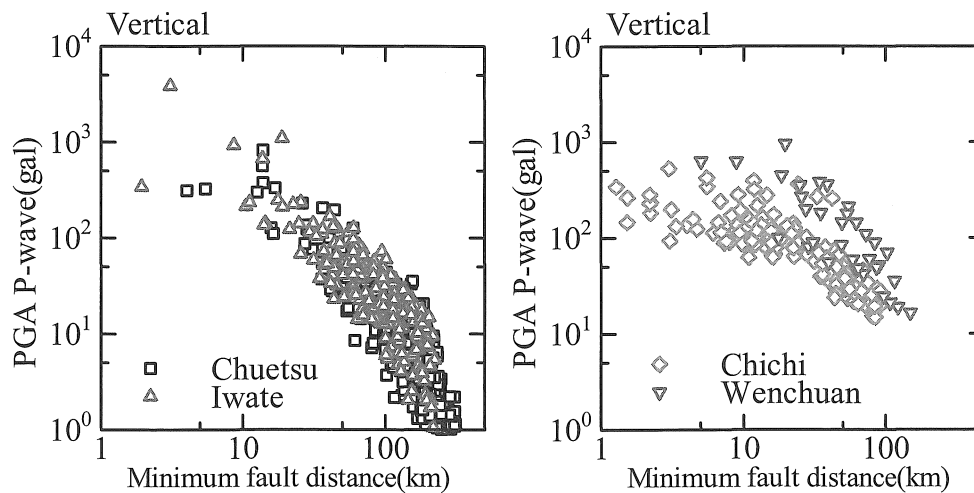 Vertical
10^4
10^3
10^2
10^1
10^0
PGA P-wave(gal)
Chuetsu
Iwate
1
10
100
Minimum fault distance(km)
Vertical
10^4
10^3
10^2
10^1
10^0
PGA P-wave(gal)
Chichi
Wenchuan
1
10
100
Minimum fault distance(km)